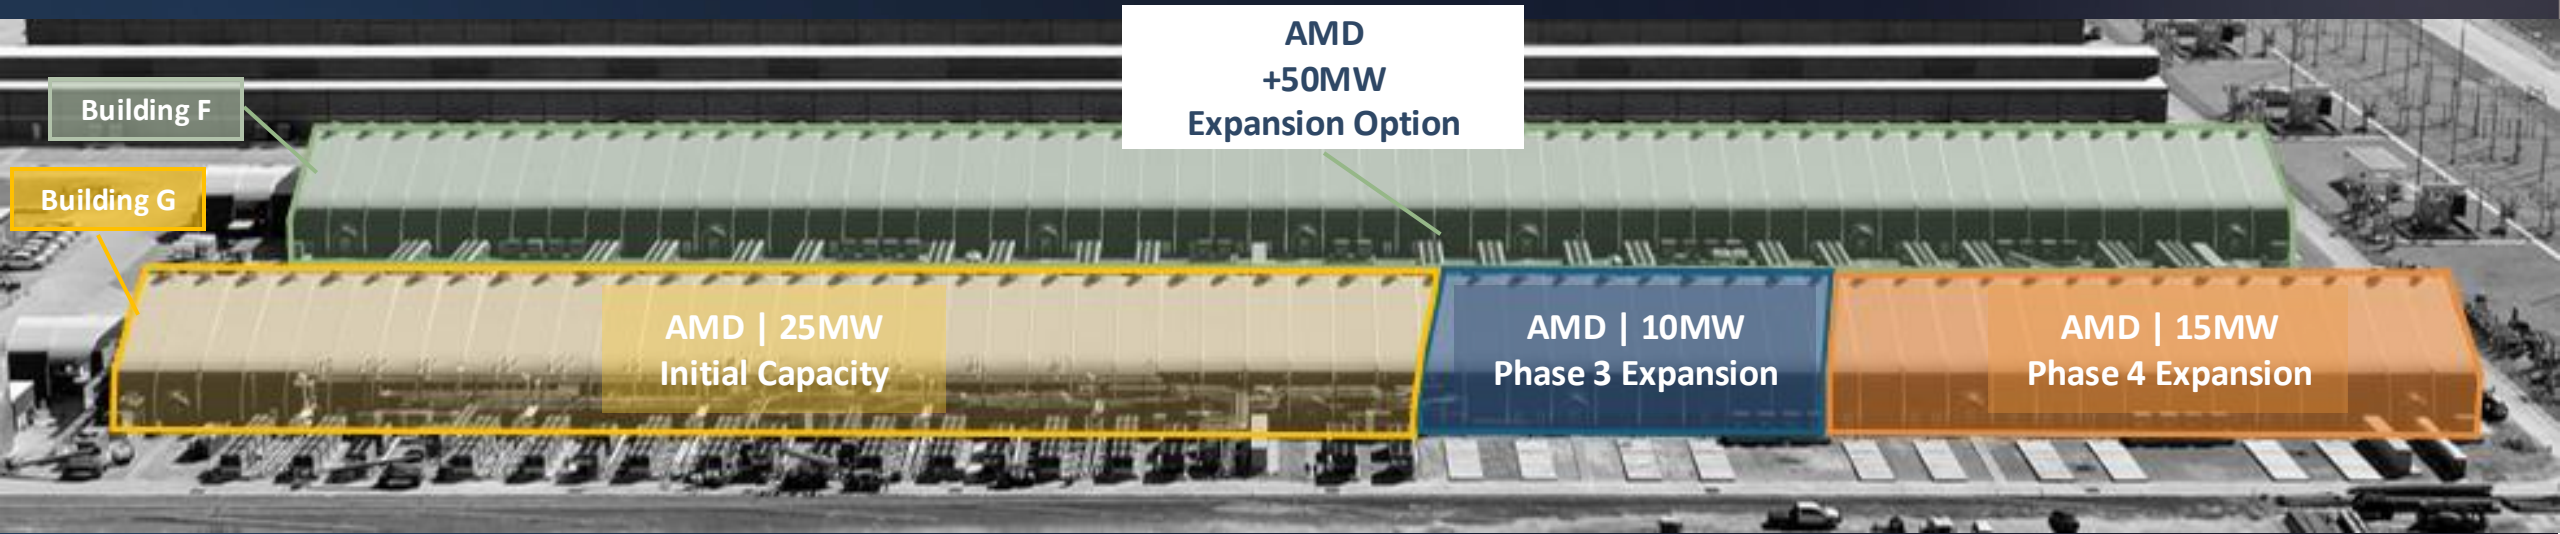 AMD
+50MW
Expansion Option
Building F
Building G
AMD | 25MW
Initial Capacity
AMD | 10MW
Phase 3 Expansion
AMD | 15MW
Phase 4 Expansion